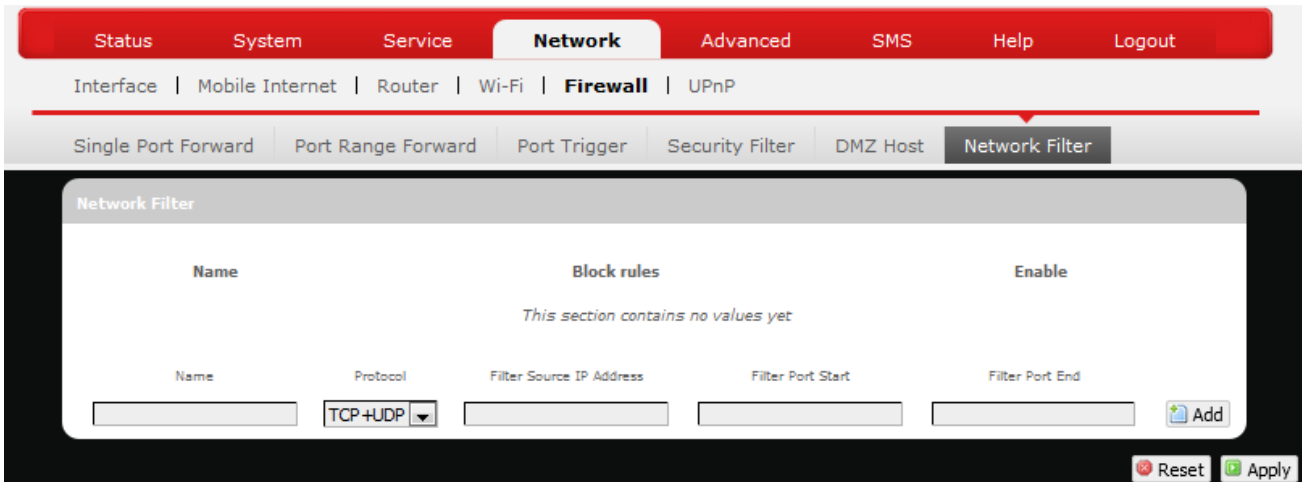 Status System Service Network Advanced SMS Help Logout
Interface | Mobile Internet | Router | Wi-Fi | Firewall | UPnP
Single Port Forward Port Range Forward Port Trigger Security Filter DMZ Host Network Filter
Network Filter
Name Block rules Enable
This section contains no values yet
Name Protocol Filter Source IP Address Filter Port Start Filter Port End
TCP+UDP Add
Reset Apply